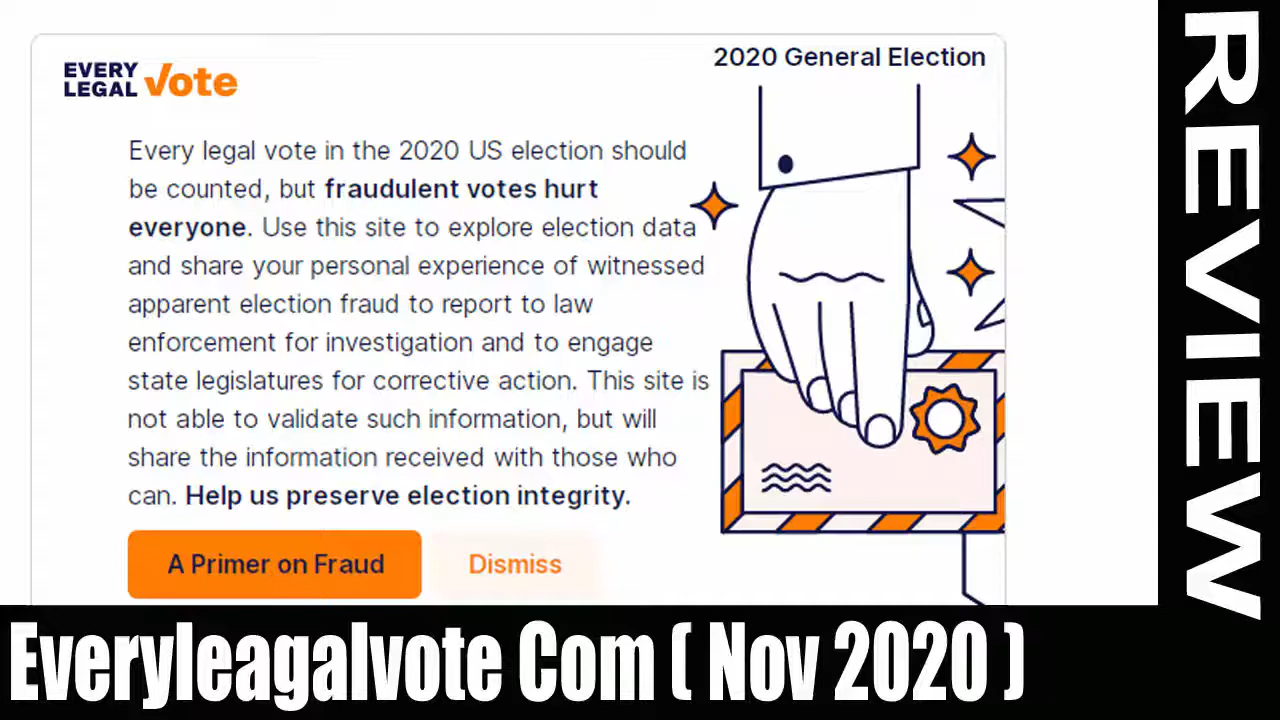 EVERY
LEGAL Vote
2020 General Election
Every legal vote in the 2020 US election should
be counted, but fraudulent votes hurt
everyone. Use this site to explore election data
and share your personal experience of witnessed
apparent election fraud to report to law
enforcement for investigation and to engage
state legislatures for corrective action. This site is
not able to validate such information, but will
share the information received with those who
can. Help us preserve election integrity.
A Primer on Fraud
Dismiss
REVIEW
Everyleagalvote Com ( Nov 2020 )